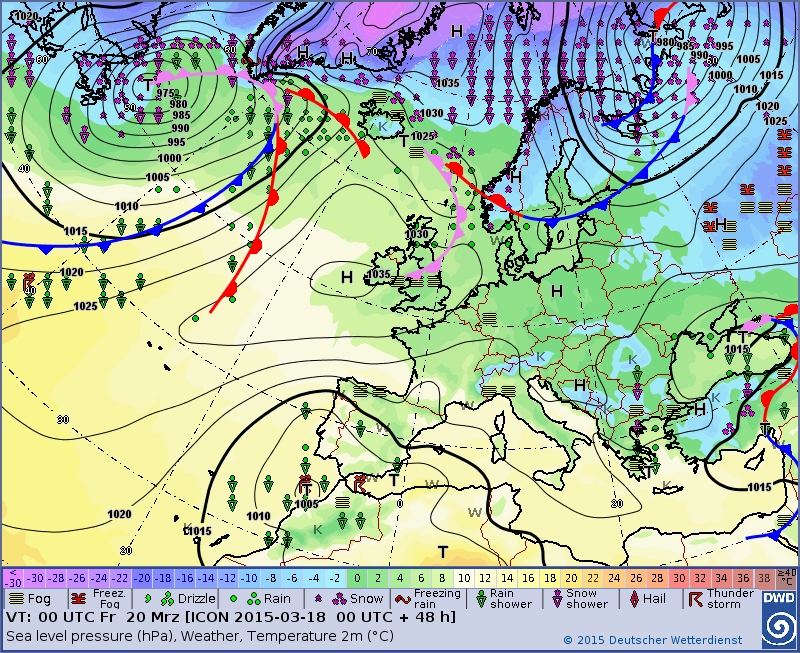 1020
60
60
70
H
H
H
T
975
980
985
990
995
1000
1005
1010
1015
50
1035
1030
T 1025
T
980 985
990
995
1000
1005
1015
1010
1020
1025
40
H
H
1030
W
H 1035
H
1020
40
1025
T T
1015
K
K
H
K
H
K
W
W
T
30
T
1005
W
T
W
1010
1020
K
1015
K
0
W
30
K
1015
30
T
< -30 -30 -28 -26 -24 -22 -20 -18 -16 -14 -12 -10 -8 -6 -4 -2 0 2 4 6 8 10 12 14 16 18 20 22 24 26 28 30 32 34 36 38 ≥40 °C
Fog Freez. Fog Drizzle Rain Snow Freezing rain Rain shower Snow shower Hail Thunder storm DWD
VT: 00 UTC Fr 20 Mrz [ICON 2015-03-18 00 UTC + 48 h]
Sea level pressure (hPa), Weather, Temperature 2m (°C)
© 2015 Deutscher Wetterdienst